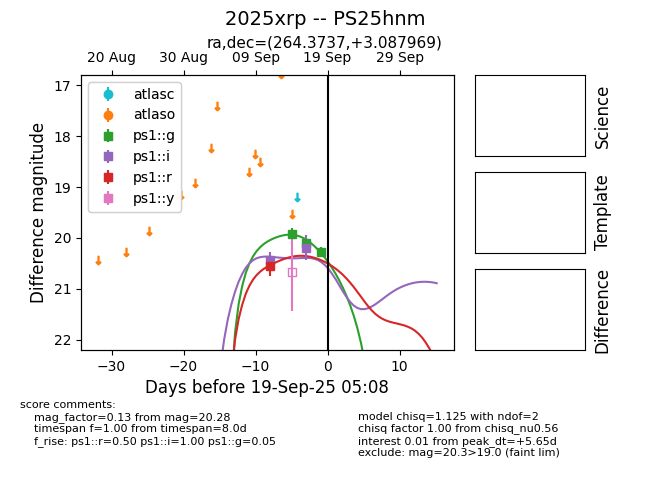 2025xrp -- PS25hnm
ra,dec=(264.3737,+3.087969)
20 Aug 30 Aug 09 Sep 19 Sep 29 Sep
17
18
19
20
21
22
Difference magnitude
atlasc
atlaso
ps1::g
ps1::i
ps1::r
ps1::y
−30 −20 −10 0 10
Days before 19-Sep-25 05:08
Science
Template
Difference
score comments:
mag_factor=0.13 from mag=20.28
timespan f=1.00 from timespan=8.0d
f_rise: ps1::r=0.50 ps1::i=1.00 ps1::g=0.05
model chisq=1.125 with ndof=2
chisq factor 1.00 from chisq_nu0.56
interest 0.01 from peak_dt=+5.65d
exclude: mag=20.3>19.0 (faint lim)